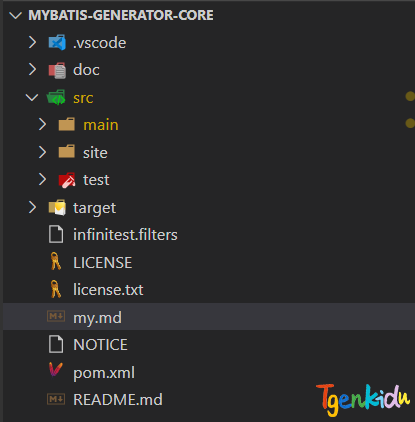 MYBATIS-GENERATOR-CORE
.vscode
doc
src
main
site
test
target
infinitest.filters
LICENSE
license.txt
my.md
NOTICE
pom.xml
README.md
Tgenkidu